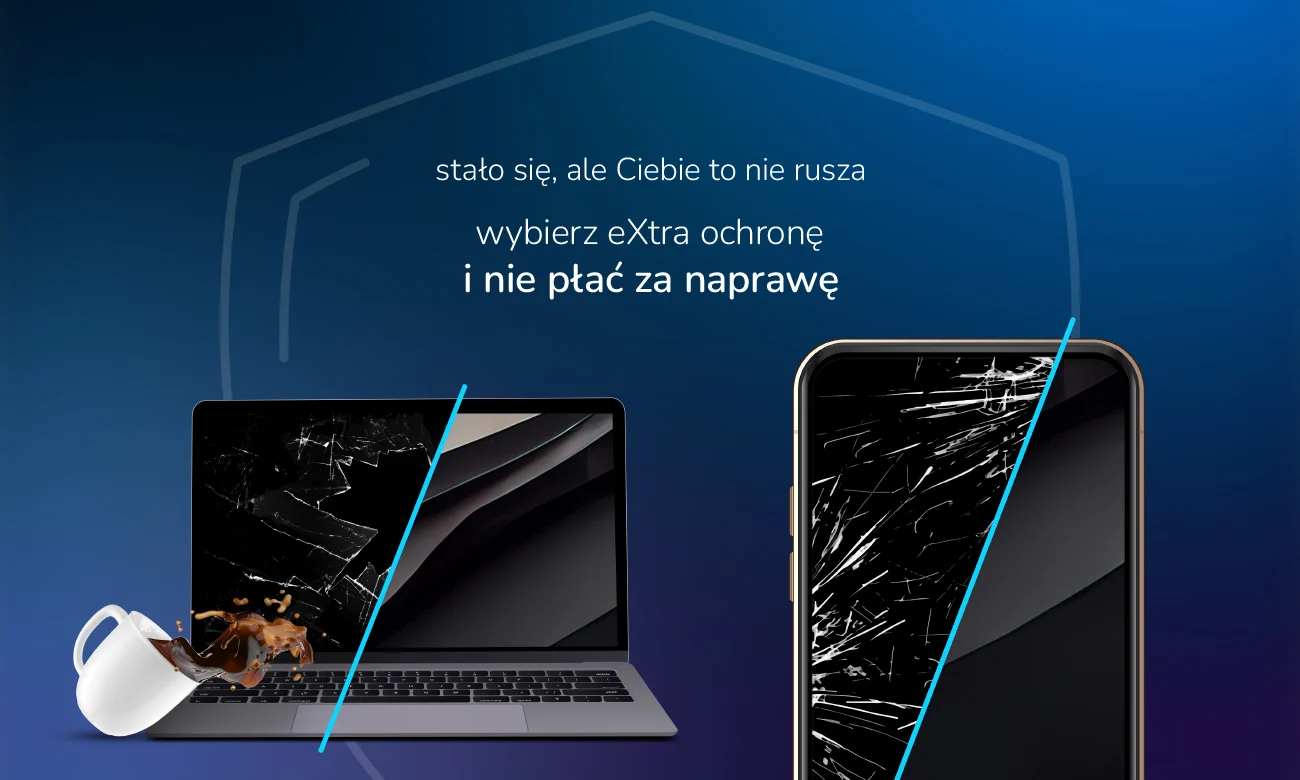 stało się, ale Ciebie to nie rusza
wybierz eXtra ochronę
i nie płać za naprawę